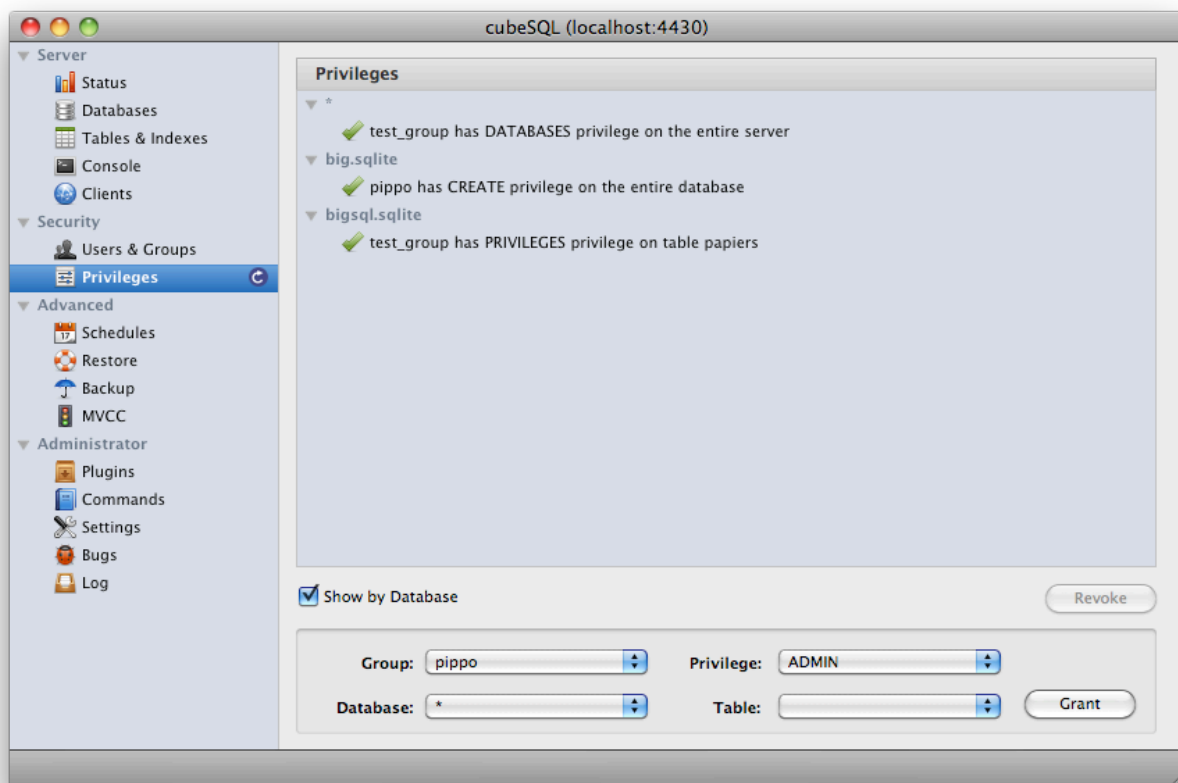 cubeSQL (localhost:4430)
Server
Status
Databases
Tables & Indexes
Console
Clients
Security
Users & Groups
Privileges
Advanced
17
Schedules
Restore
Backup
MVCC
Administrator
Plugins
Commands
Settings
Bugs
Log
Privileges
*
test_group has DATABASES privilege on the entire server
big.sqlite
pippo has CREATE privilege on the entire database
bigsql.sqlite
test_group has PRIVILEGES privilege on table papiers
Show by Database
Revoke
Group: pippo
Privilege: ADMIN
Database: *
Table:
Grant